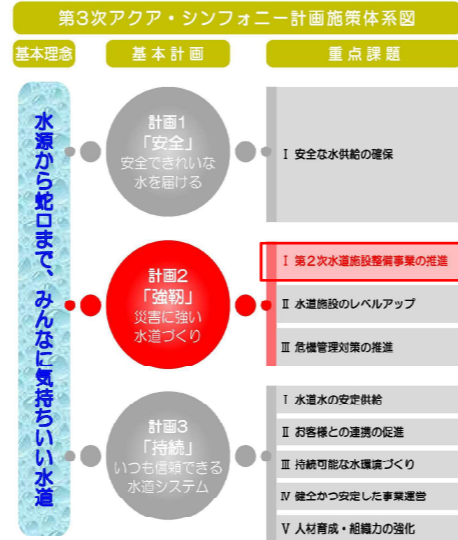 第3次アクア・シンフォニー計画施策体系図
基本理念
基本計画
重点課題
水源から蛇口まで、みんなに気持ちいい水道
計画1
「安全」
安全できれいな
水を届ける
Ⅰ 安全な水供給の確保
計画2
「強靭」
災害に強い
水道づくり
Ⅰ 第2次水道施設整備事業の推進
Ⅱ 水道施設のレベルアップ
Ⅲ 危機管理対策の推進
計画3
「持続」
いつも信頼できる
水道システム
Ⅰ 水道水の安定供給
Ⅱ お客様との連携の促進
Ⅲ 持続可能な水環境づくり
Ⅳ 健全かつ安定した事業運営
Ⅴ 人材育成・組織力の強化